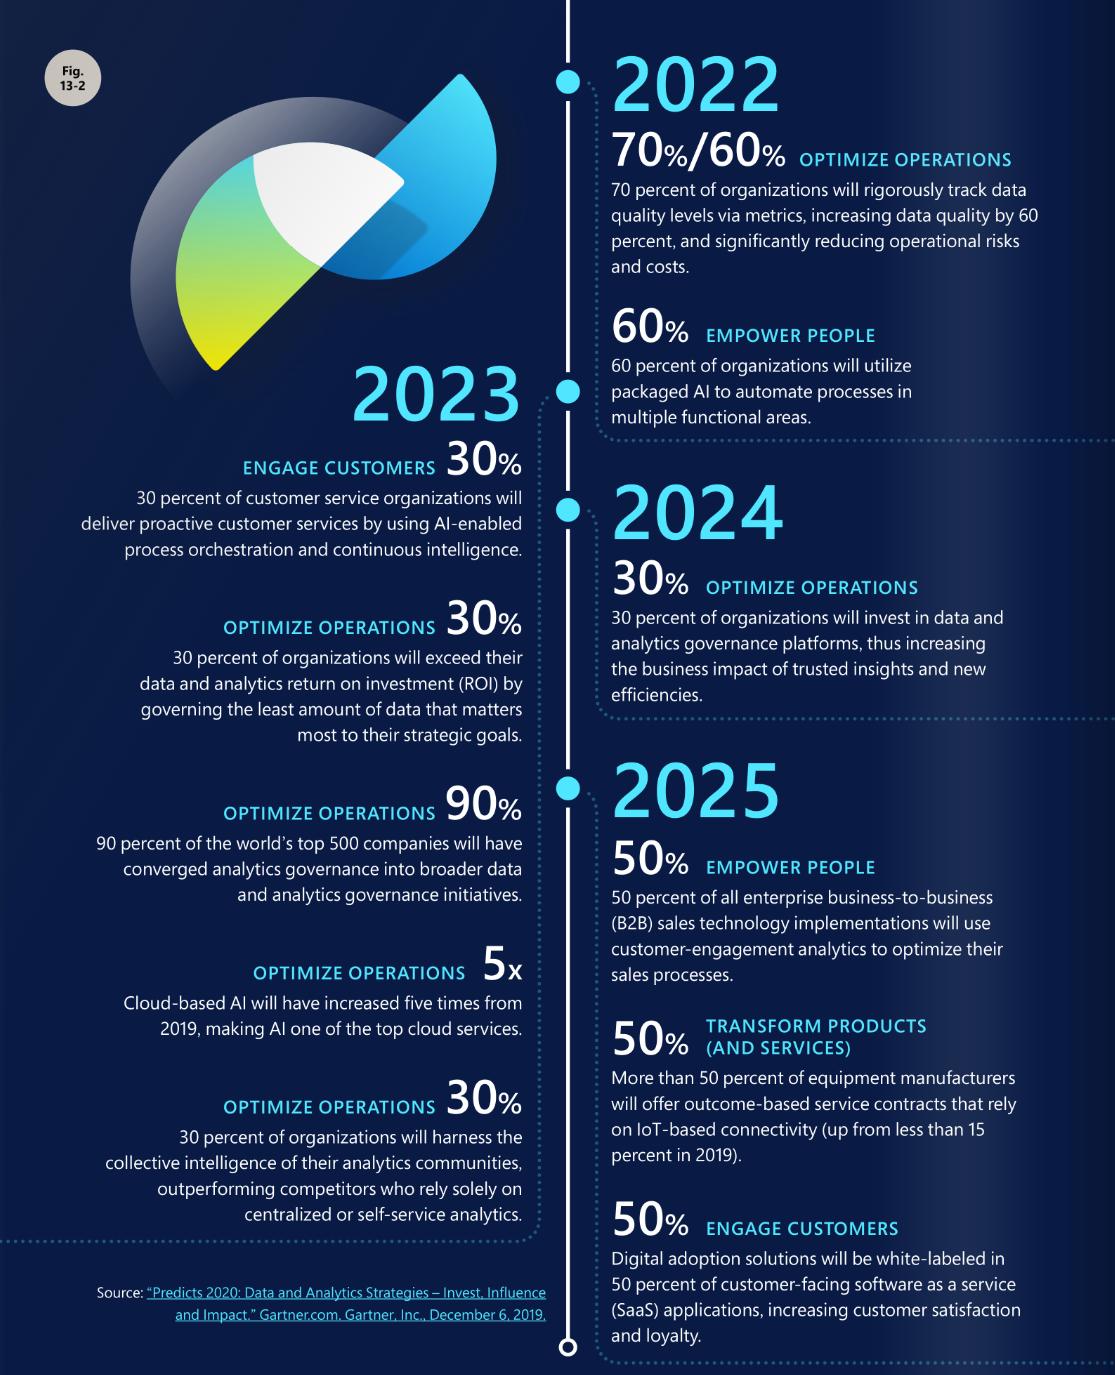 Fig.
13-2
2022
70%/60% OPTIMIZE OPERATIONS
70 percent of organizations will rigorously track data
quality levels via metrics, increasing data quality by 60
percent, and significantly reducing operational risks
and costs.
60% EMPOWER PEOPLE
60 percent of organizations will utilize
packaged AI to automate processes in
multiple functional areas.
2023
ENGAGE CUSTOMERS 30%
30 percent of customer service organizations will
deliver proactive customer services by using AI-enabled
process orchestration and continuous intelligence.
OPTIMIZE OPERATIONS 30%
30 percent of organizations will exceed their
data and analytics return on investment (ROI) by
governing the least amount of data that matters
most to their strategic goals.
OPTIMIZE OPERATIONS 90%
90 percent of the world’s top 500 companies will have
converged analytics governance into broader data
and analytics governance initiatives.
OPTIMIZE OPERATIONS 5x
Cloud-based AI will have increased five times from
2019, making AI one of the top cloud services.
OPTIMIZE OPERATIONS 30%
30 percent of organizations will harness the
collective intelligence of their analytics communities,
outperforming competitors who rely solely on
centralized or self-service analytics.
2024
30% OPTIMIZE OPERATIONS
30 percent of organizations will invest in data and
analytics governance platforms, thus increasing
the business impact of trusted insights and new
efficiencies.
2025
50% EMPOWER PEOPLE
50 percent of all enterprise business-to-business
(B2B) sales technology implementations will use
customer-engagement analytics to optimize their
sales processes.
50% TRANSFORM PRODUCTS
(AND SERVICES)
More than 50 percent of equipment manufacturers
will offer outcome-based service contracts that rely
on IoT-based connectivity (up from less than 15
percent in 2019).
50% ENGAGE CUSTOMERS
Digital adoption solutions will be white-labeled in
50 percent of customer-facing software as a service
(SaaS) applications, increasing customer satisfaction
and loyalty.
Source: “Predicts 2020: Data and Analytics Strategies – Invest, Influence
and Impact.” Gartner.com. Gartner, Inc., December 6, 2019.